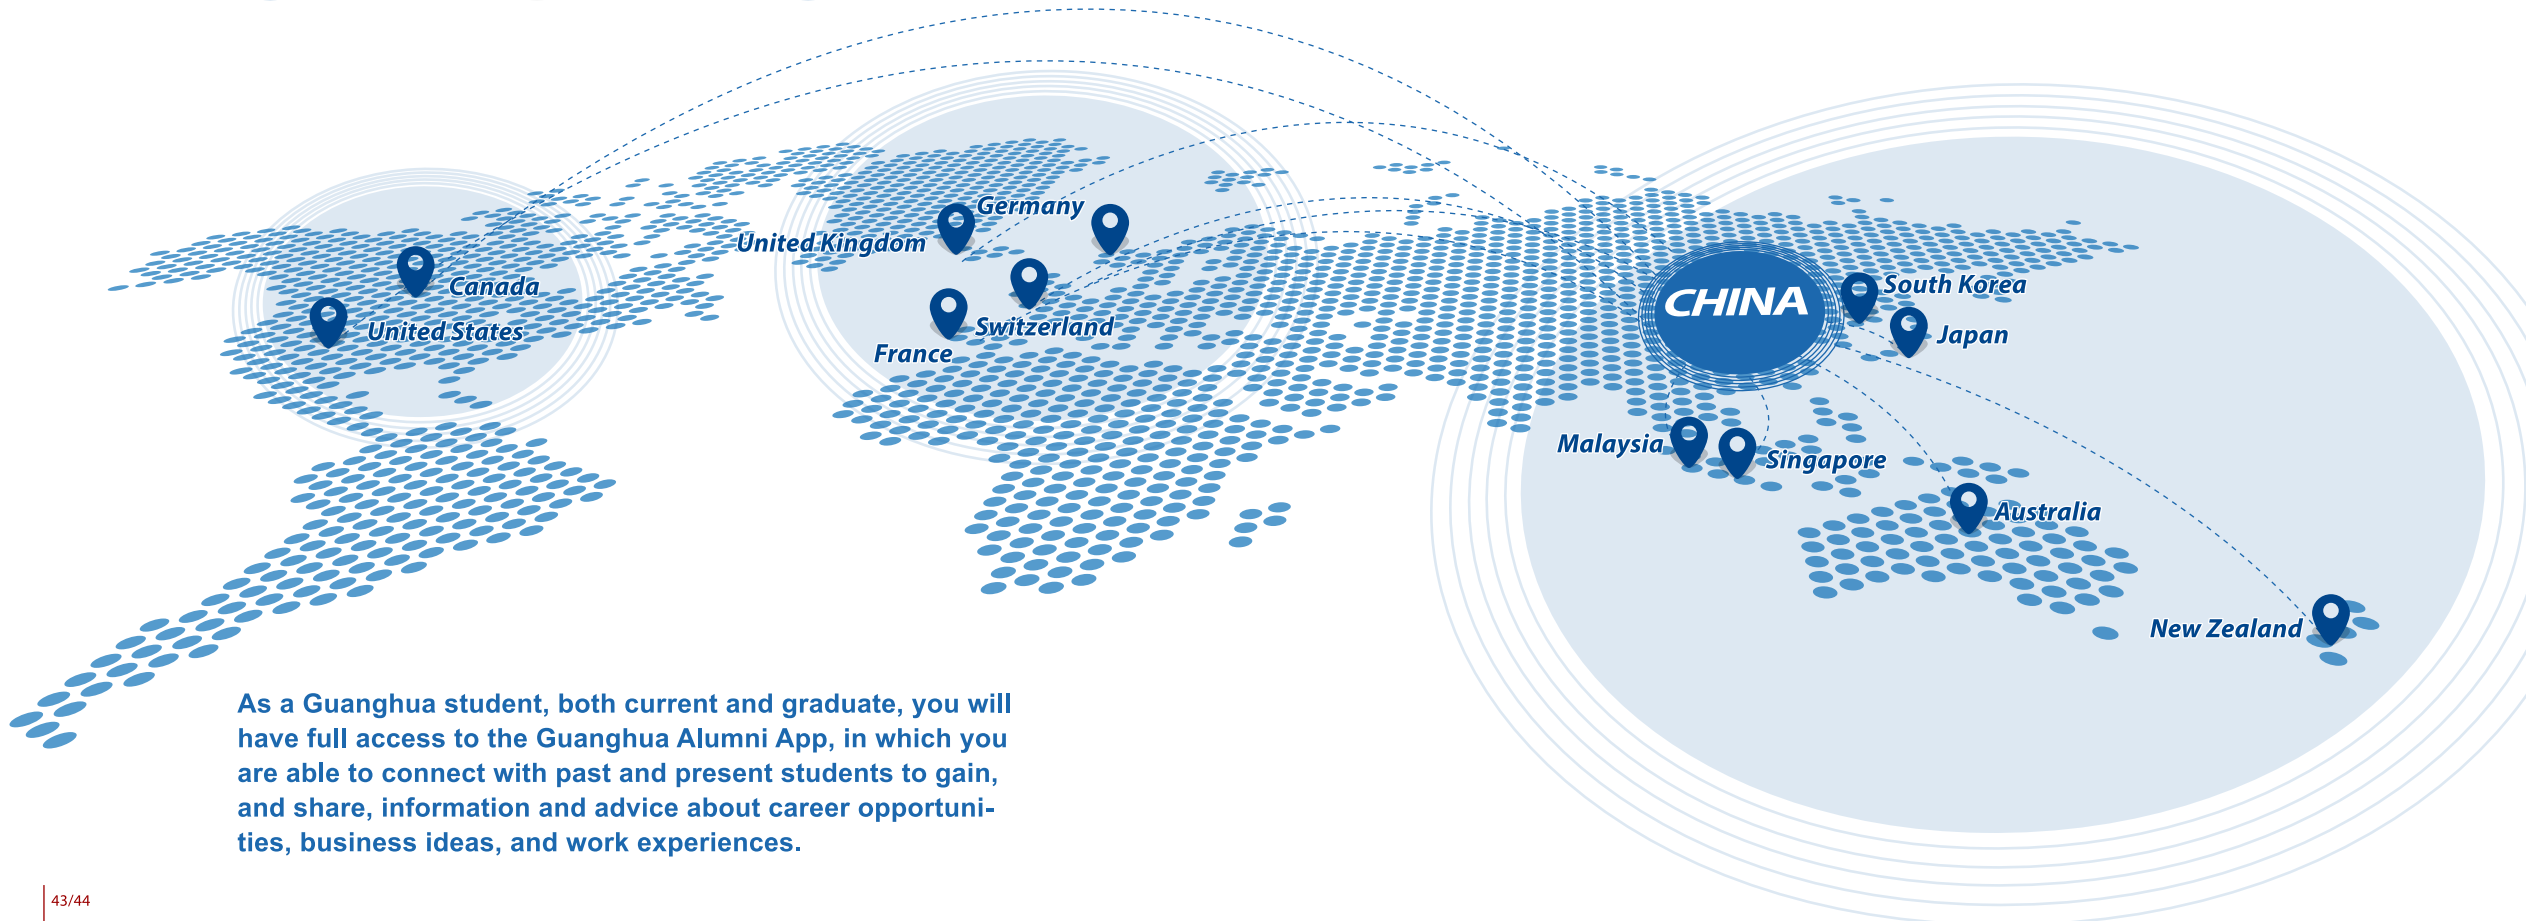 Germany
United Kingdom
Canada
United States
Switzerland
France
CHINA
South Korea
Japan
Malaysia
Singapore
Australia
New Zealand
As a Guanghua student, both current and graduate, you will
have full access to the Guanghua Alumni App, in which you
are able to connect with past and present students to gain,
and share, information and advice about career opportuni-
ties, business ideas, and work experiences.
43/44